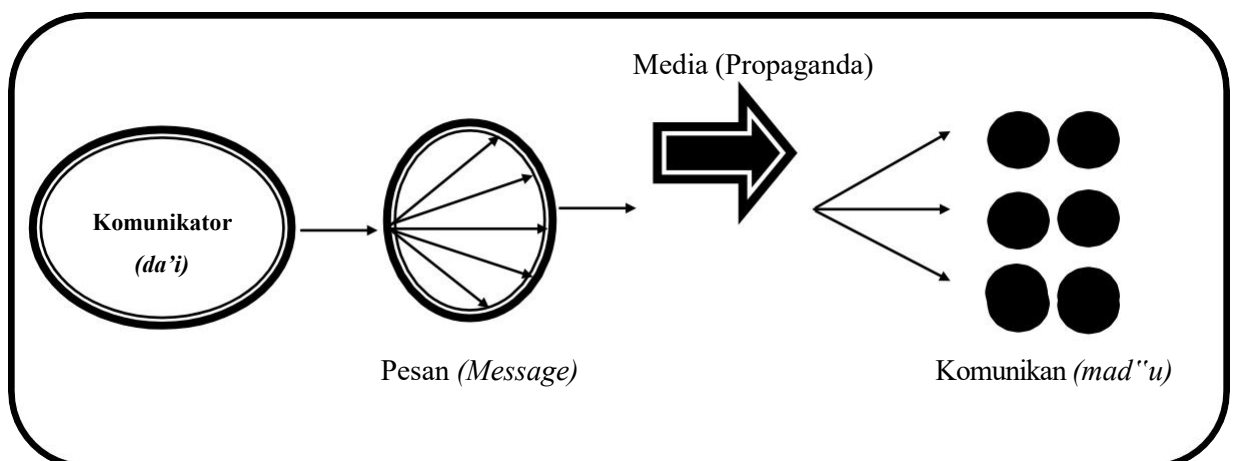 Media (Propaganda)
Komunikator
(da’i)
Pesan (Message)
Komunikan (mad‟u)